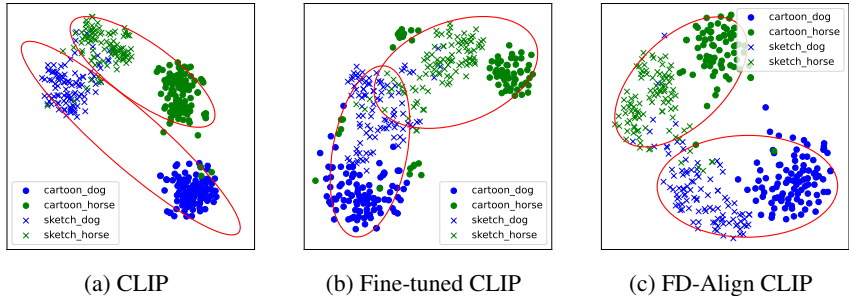 cartoon_dog
cartoon_horse
sketch_dog
sketch_horse
(a) CLIP
cartoon_dog
cartoon_horse
sketch_dog
sketch_horse
(b) Fine-tuned CLIP
cartoon_dog
cartoon_horse
sketch_dog
sketch_horse
(c) FD-Align CLIP